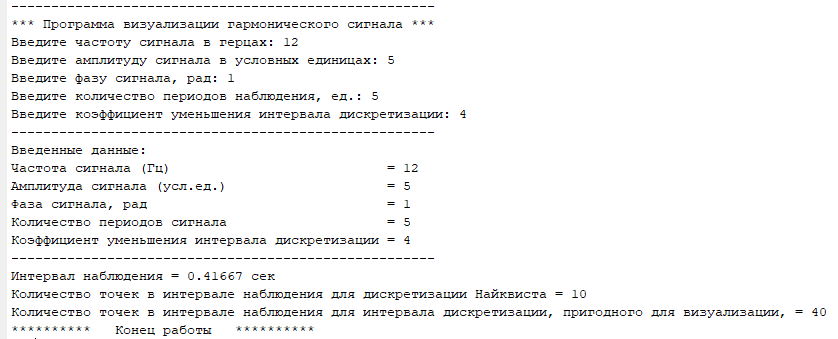 -----------------------------------------------------
*** Программа визуализации гармонического сигнала ***
Введите частоту сигнала в герцах: 12
Введите амплитуду сигнала в условных единицах: 5
Введите фазу сигнала, рад: 1
Введите количество периодов наблюдения, ед.: 5
Введите коэффициент уменьшения интервала дискретизации: 4
-----------------------------------------------------
Введенные данные:
Частота сигнала (Гц)                           = 12
Амплитуда сигнала (усл.ед.)                    = 5
Фаза сигнала, рад                              = 1
Количество периодов сигнала                    = 5
Коэффициент уменьшения интервала дискретизации = 4
-----------------------------------------------------
Интервал наблюдения = 0.41667 сек
Количество точек в интервале наблюдения для дискретизации Найквиста = 10
Количество точек в интервале наблюдения для интервала дискретизации, пригодного для визуализации, = 40
**********   Конец работы   **********